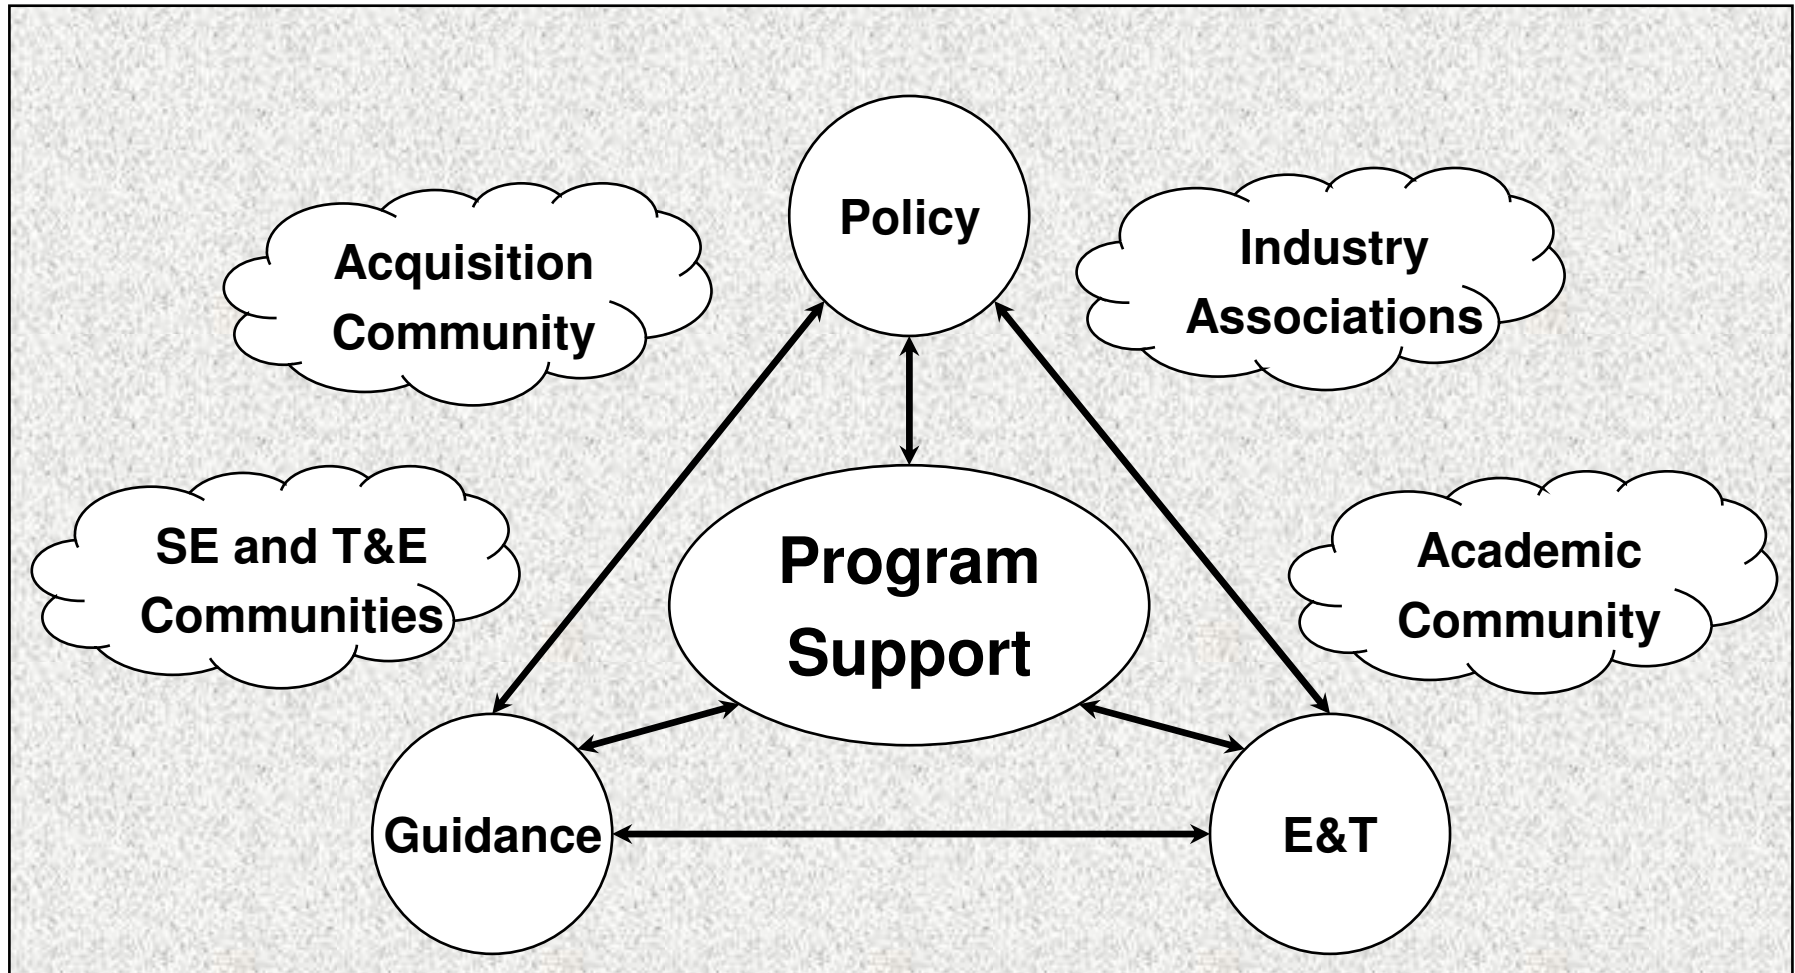 Policy
Acquisition
Community
Industry
Associations
SE and T&E
Communities
Program
Support
Academic
Community
Guidance
E&T